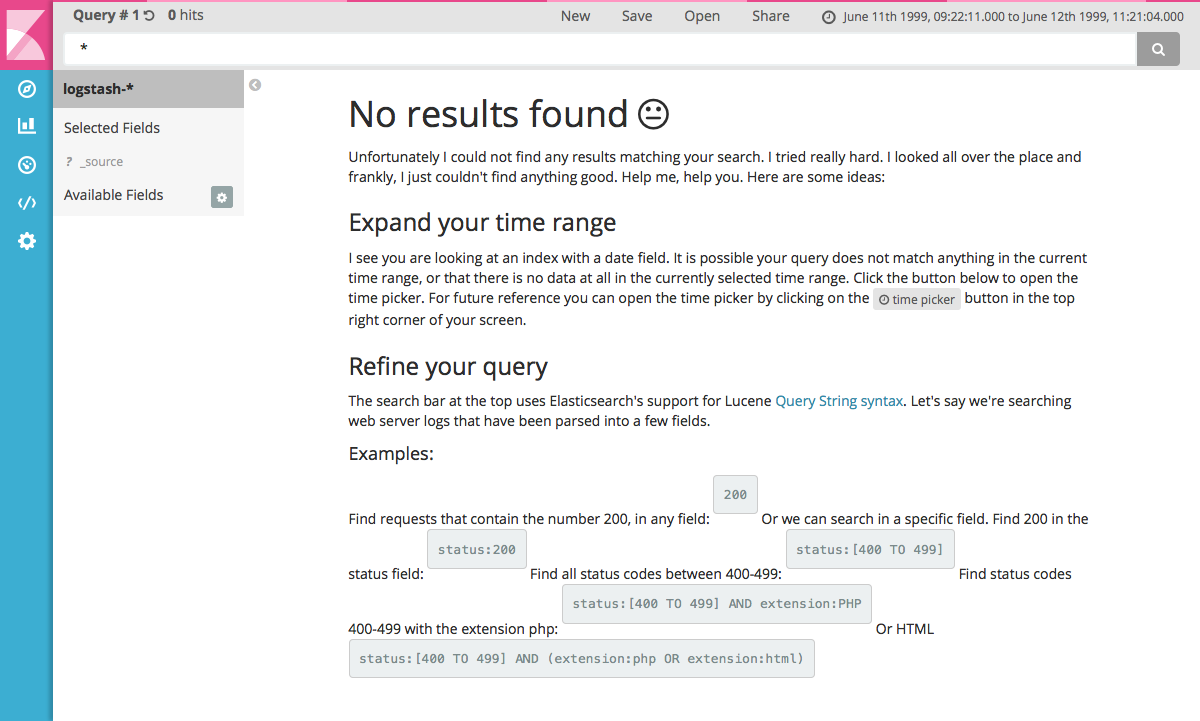 Query # 1 0 hits New Save Open Share June 11th 1999, 09:22:11.000 to June 12th 1999, 11:21:04.000
*
logstash-*
Selected Fields
? _source
Available Fields
No results found
Unfortunately I could not find any results matching your search. I tried really hard. I looked all over the place and
frankly, I just couldn't find anything good. Help me, help you. Here are some ideas:
Expand your time range
I see you are looking at an index with a date field. It is possible your query does not match anything in the current
time range, or that there is no data at all in the currently selected time range. Click the button below to open the
time picker. For future reference you can open the time picker by clicking on the time picker button in the top
right corner of your screen.
Refine your query
The search bar at the top uses Elasticsearch's support for Lucene Query String syntax. Let's say we're searching
web server logs that have been parsed into a few fields.
Examples:
Find requests that contain the number 200, in any field: 200 Or we can search in a specific field. Find 200 in the
status field: status:200 Find all status codes between 400-499: status:[400 TO 499] Find status codes
400-499 with the extension php: status:[400 TO 499] AND extension:PHP Or HTML
status:[400 TO 499] AND (extension:php OR extension:html)